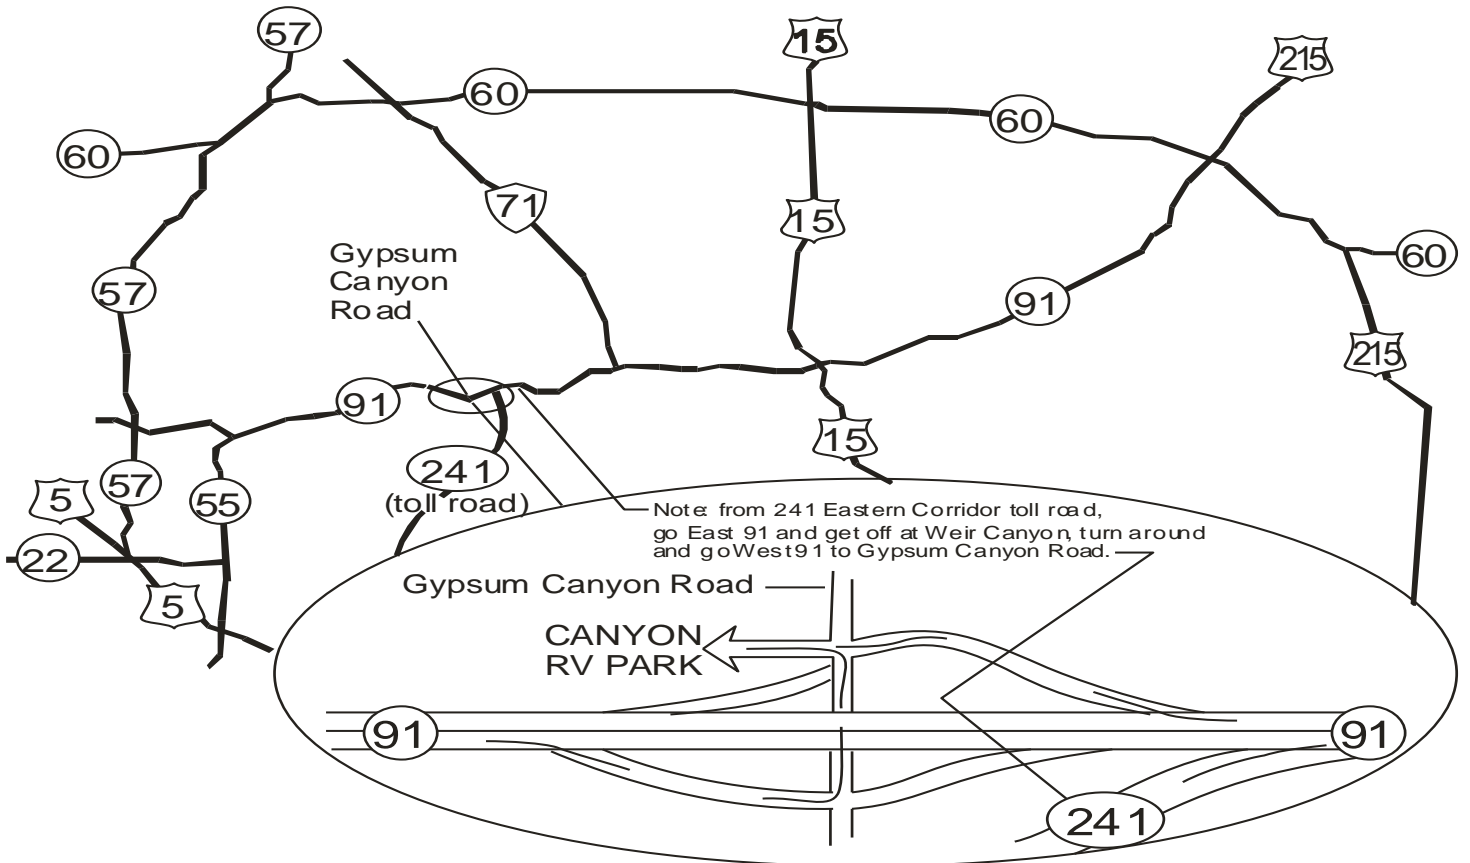 57
15
215
60
60
60
71
15
Gypsum
Canyon
Road
60
57
91
215
91
15
241
(toll road)
57
5
55
Note: from 241 Eastern Corridor toll road,
go East 91 and get off at Weir Canyon, turn around
and go West 91 to Gypsum Canyon Road.
22
Gypsum Canyon Road
5
CANYON
RV PARK
91
91
241